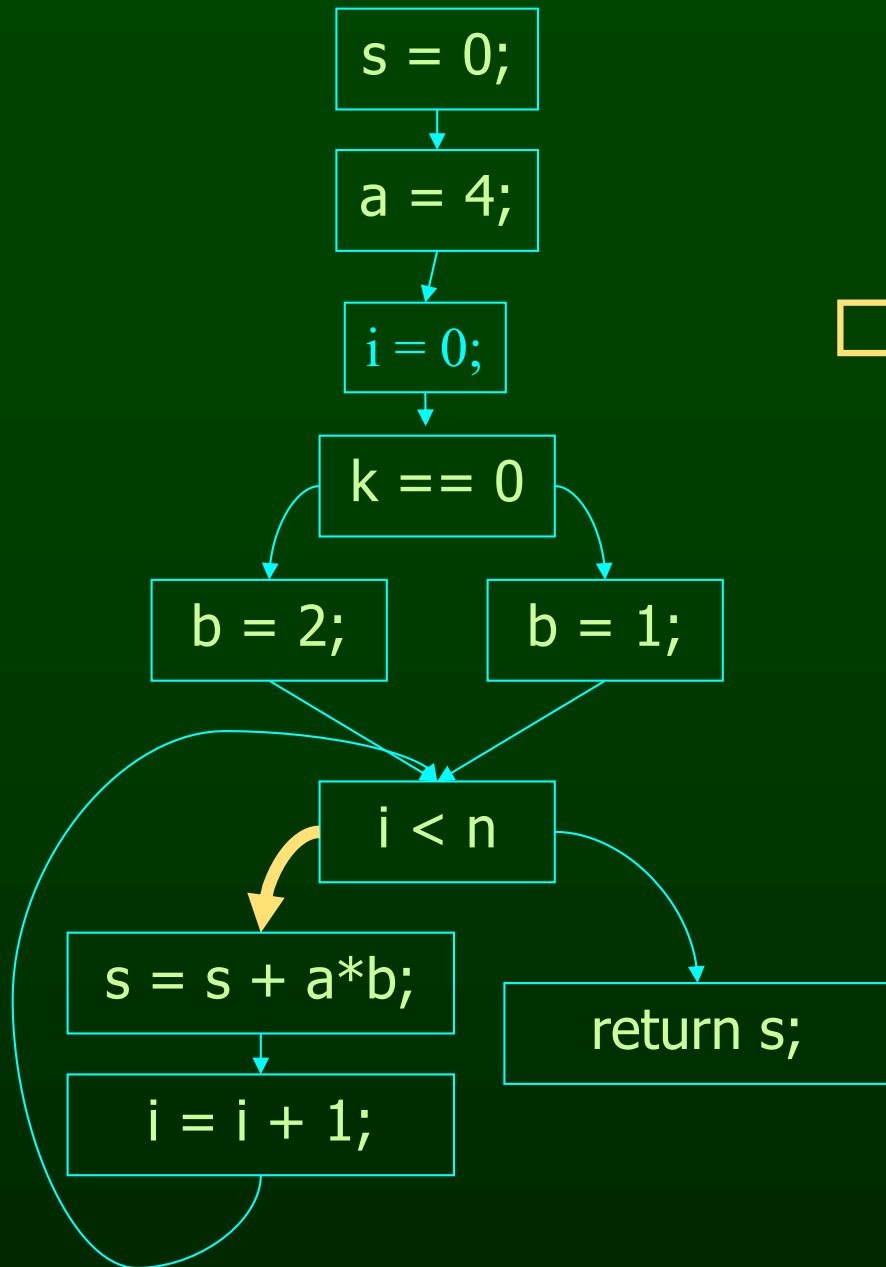 s = 0;
a = 4;
i = 0;
k == 0
b = 2;
b = 1;
i < n
s = s + a*b;
return s;
i = i + 1;